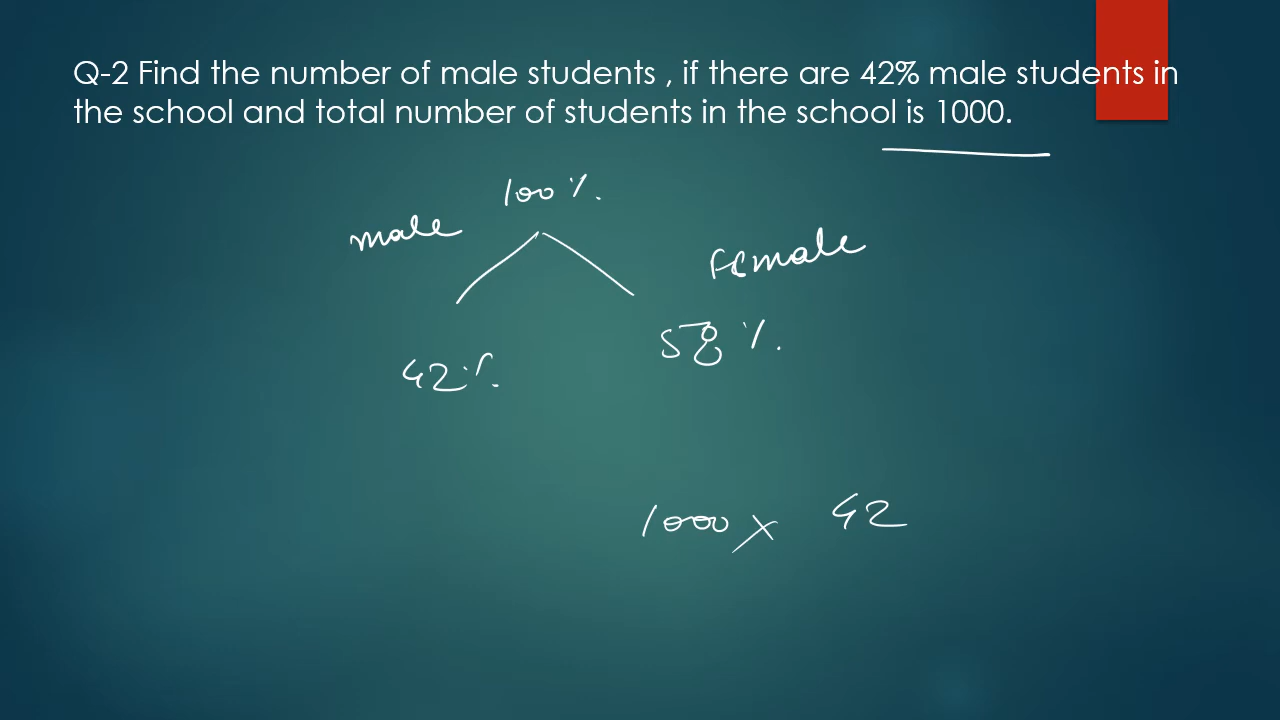 Q-2 Find the number of male students , if there are 42% male students in
the school and total number of students in the school is 1000.
100 %
male
female
58 %
42 %
1000 × 42